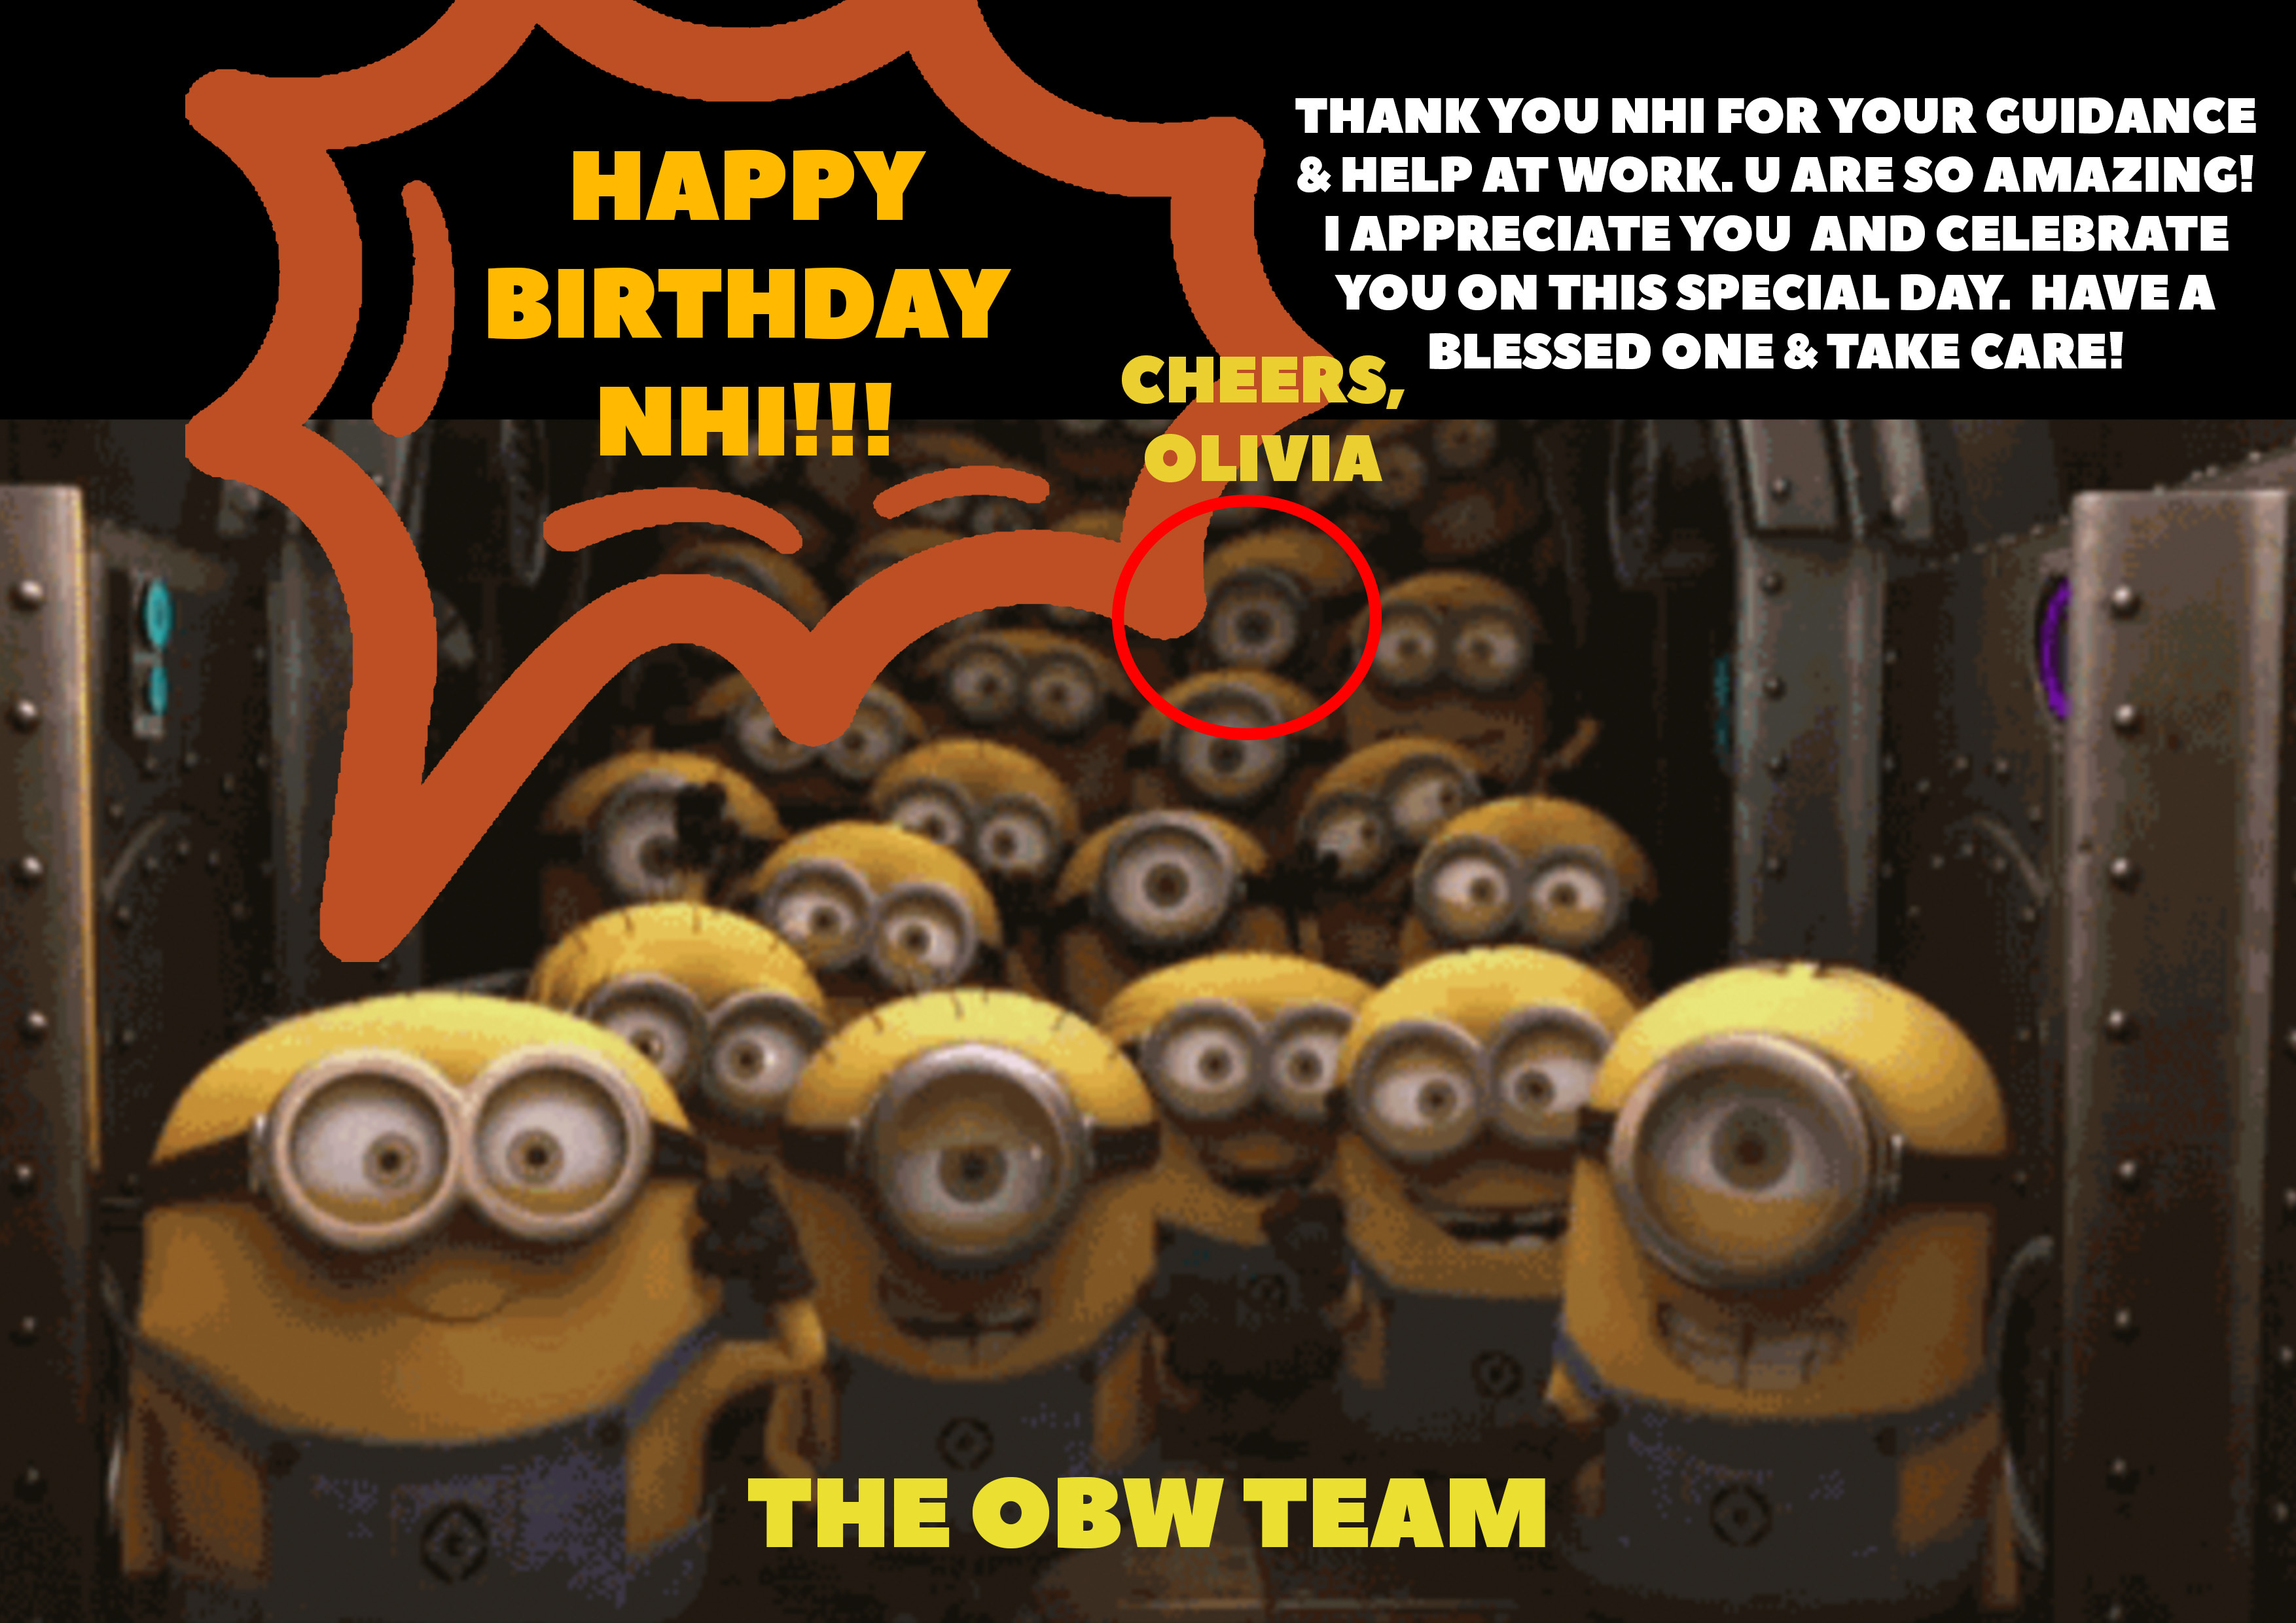 HAPPY
BIRTHDAY
NHI!!!
THANK YOU NHI FOR YOUR GUIDANCE
& HELP AT WORK. U ARE SO AMAZING!
I APPRECIATE YOU  AND CELEBRATE
YOU ON THIS SPECIAL DAY.  HAVE A
BLESSED ONE & TAKE CARE!
CHEERS,
OLIVIA
THE OBW TEAM